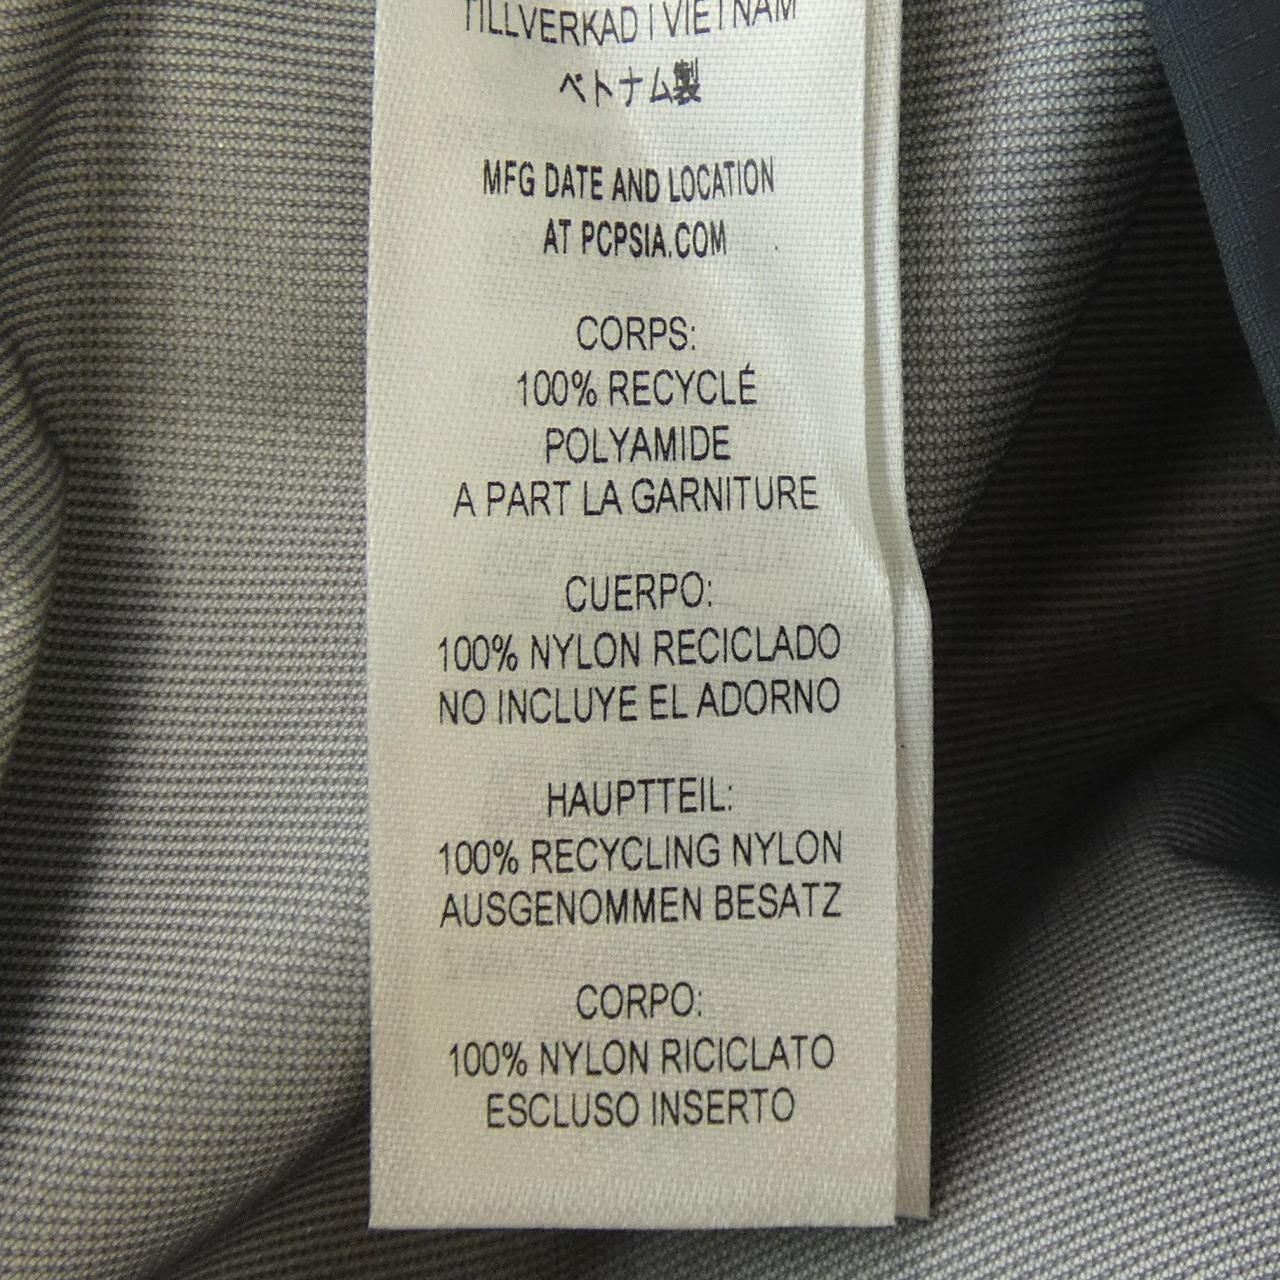 TILLVERKAD I VIETNAM
ベトナム製
MFG DATE AND LOCATION
AT PCPSIA.COM
CORPS:
100% RECYCLÉ
POLYAMIDE
A PART LA GARNITURE
CUERPO:
100% NYLON RECICLADO
NO INCLUYE EL ADORNO
HAUPTTEIL:
100% RECYCLING NYLON
AUSGENOMMEN BESATZ
CORPO:
100% NYLON RICICLATO
ESCLUSO INSERTO